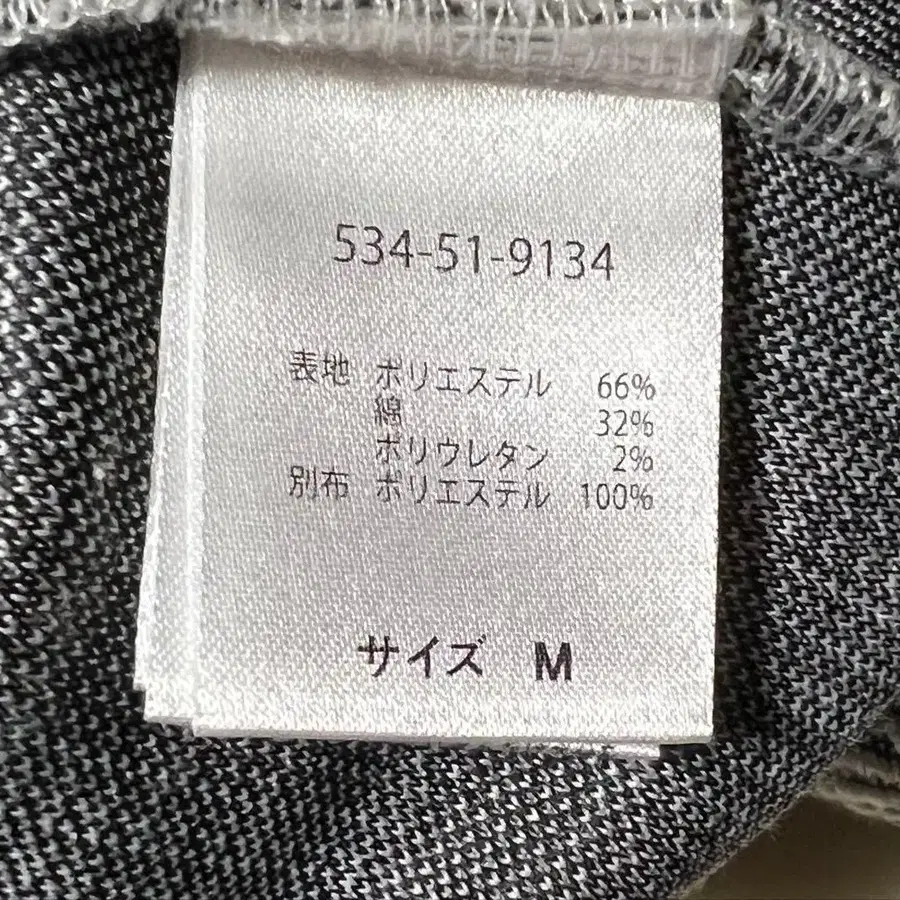 534-51-9134
表地 ポリエステル 66%
綿 32%
ポリウレタン 2%
別布 ポリエステル 100%
サイズ M